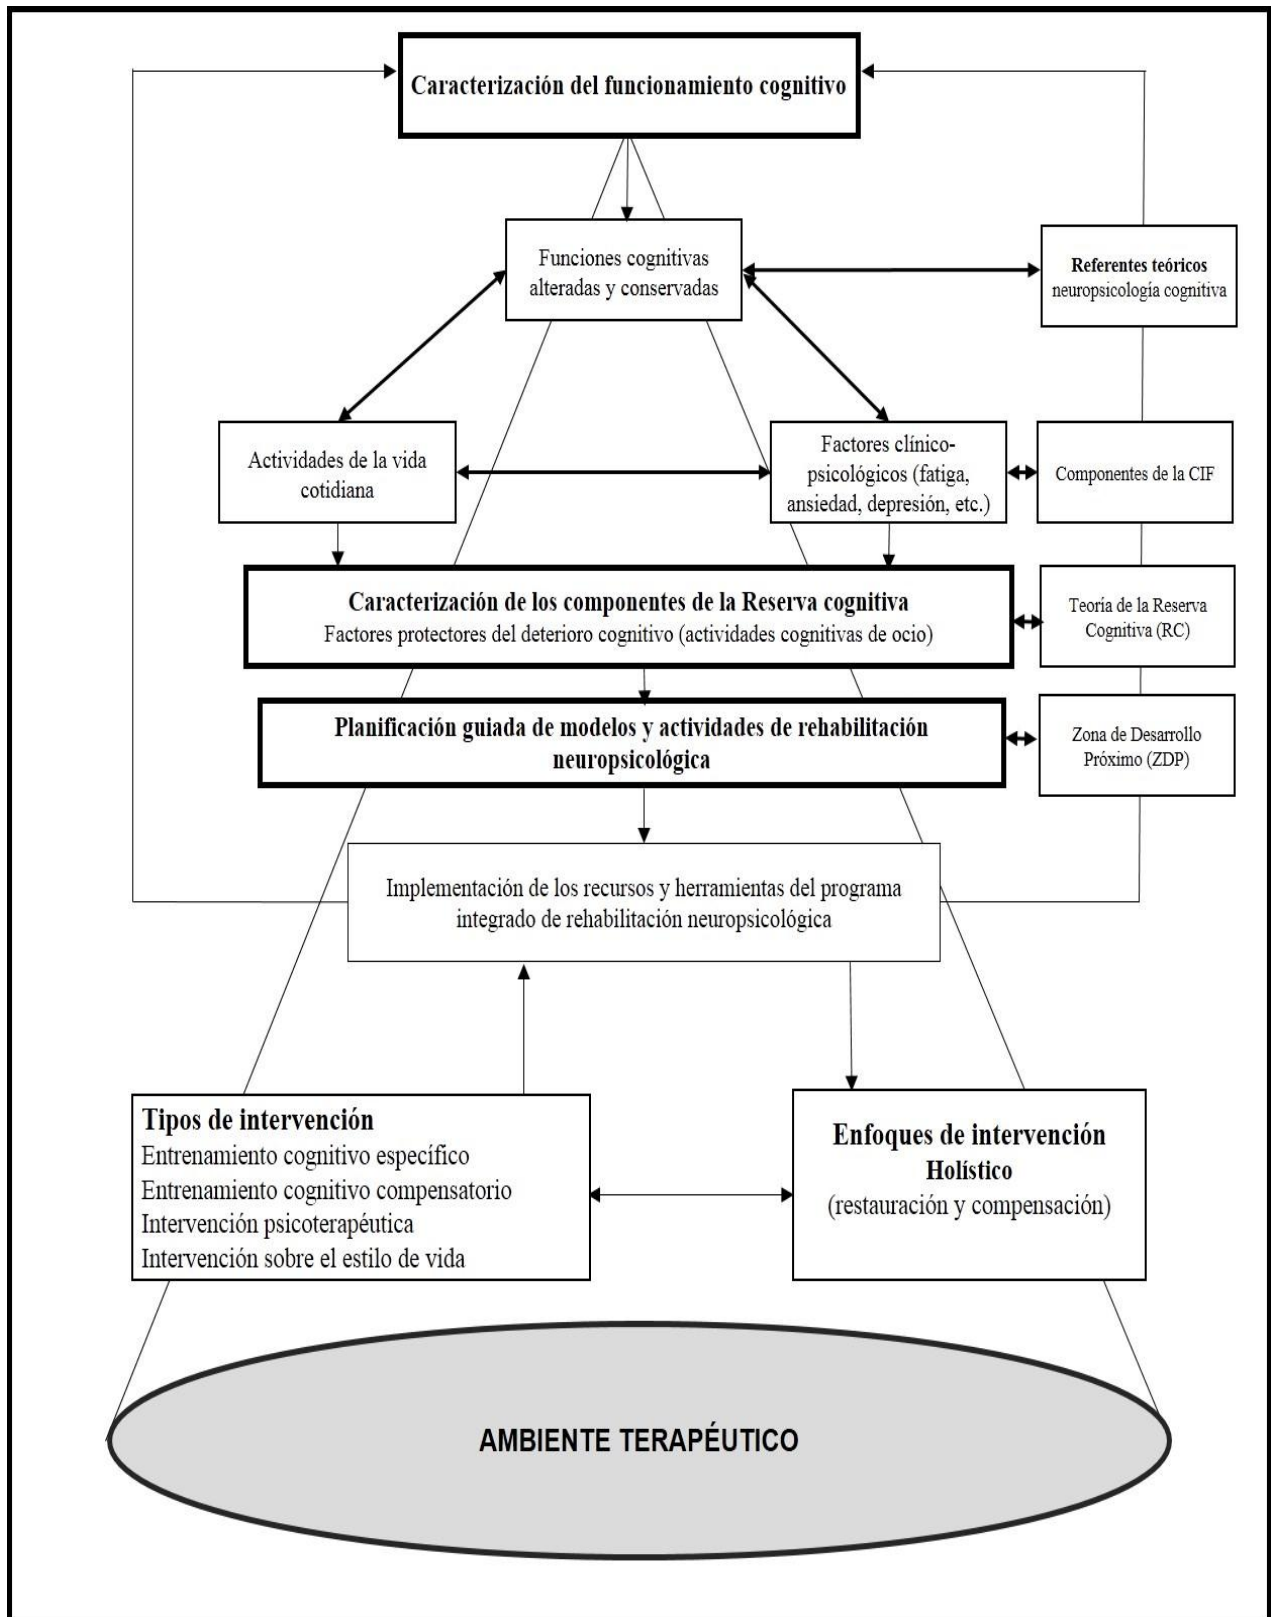 Caracterización del funcionamiento cognitivo
Funciones cognitivas
alteradas y conservadas
Referentes teóricos
neuropsicología cognitiva
Actividades de la vida
cotidiana
Factores clínico-
psicológicos (fatiga,
ansiedad, depresión, etc.)
Componentes de la CIF
Caracterización de los componentes de la Reserva cognitiva
Factores protectores del deterioro cognitivo (actividades cognitivas de ocio)
Teoría de la Reserva
Cognitiva (RC)
Planificación guiada de modelos y actividades de rehabilitación
neuropsicológica
Zona de Desarrollo
Próximo (ZDP)
Implementación de los recursos y herramientas del programa
integrado de rehabilitación neuropsicológica
Tipos de intervención
Entrenamiento cognitivo específico
Entrenamiento cognitivo compensatorio
Intervención psicoterapéutica
Intervención sobre el estilo de vida
Enfoques de intervención
Holístico
(restauración y compensación)
AMBIENTE TERAPÉUTICO